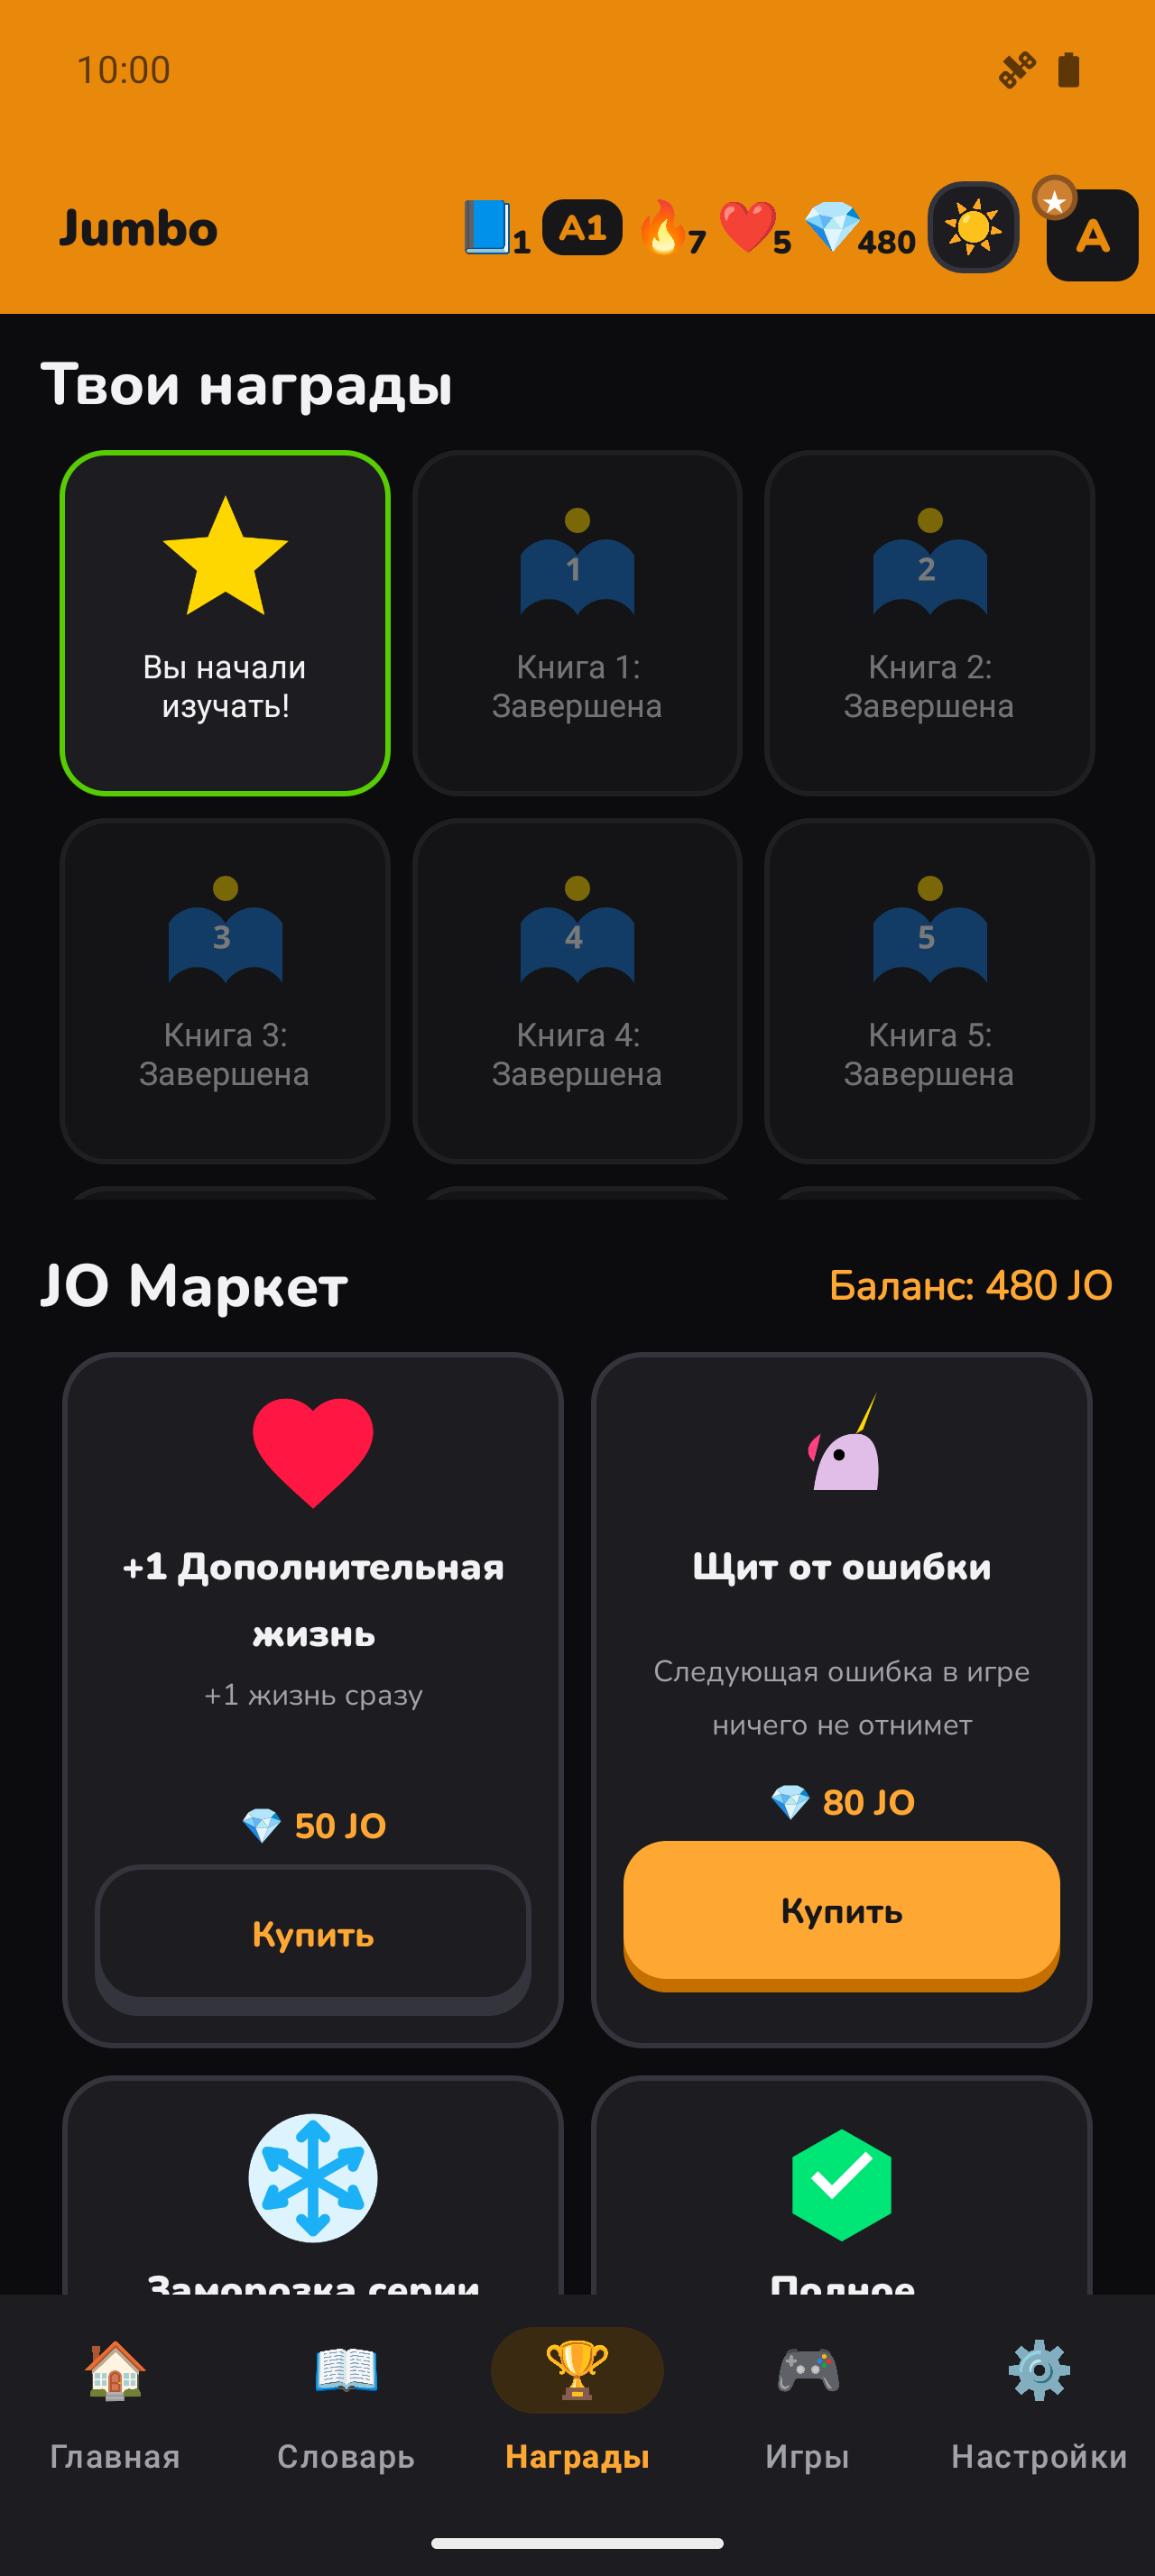 10:00
Jumbo
1
A1
7
5
480
A
Твои награды
Вы начали
изучать!
1
Книга 1:
Завершена
2
Книга 2:
Завершена
3
Книга 3:
Завершена
4
Книга 4:
Завершена
5
Книга 5:
Завершена
JO Маркет
Баланс: 480 JO
+1 Дополнительная
жизнь
+1 жизнь сразу
50 JO
Купить
Щит от ошибки
Следующая ошибка в игре
ничего не отнимет
80 JO
Купить
Заморозка серии
Полное
Главная
Словарь
Награды
Игры
Настройки